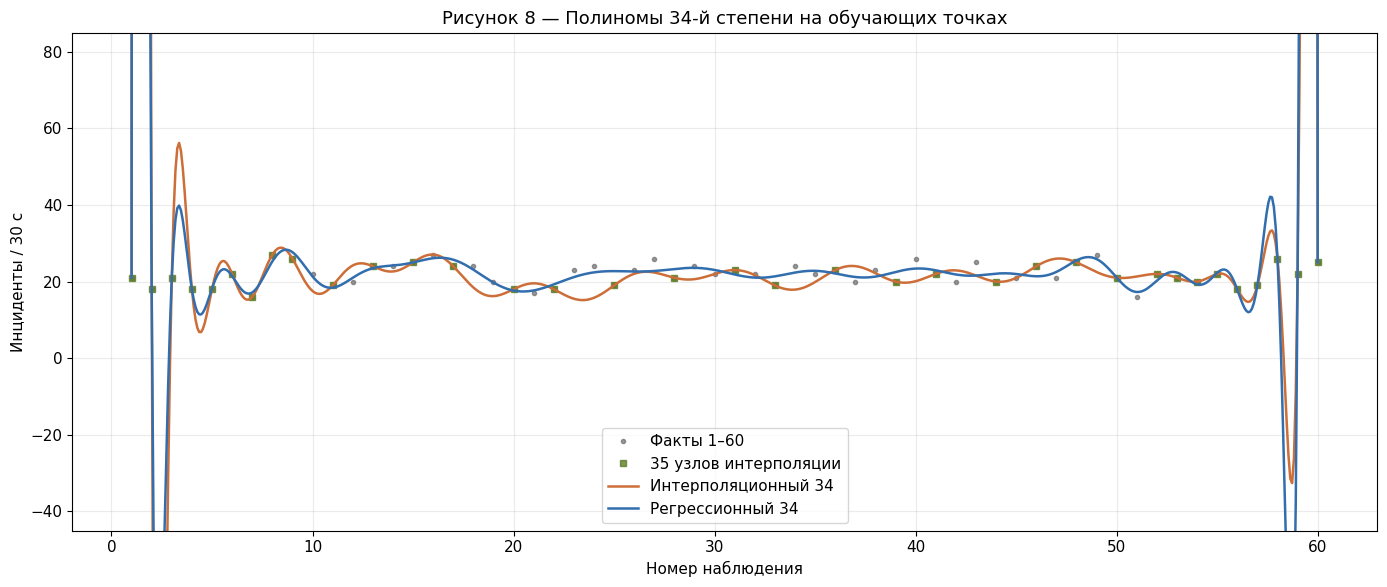 Рисунок 8 — Полиномы 34-й степени на обучающих точках
Инциденты / 30 с
80
60
40
20
0
−20
−40
Факты 1–60
35 узлов интерполяции
Интерполяционный 34
Регрессионный 34
0 10 20 30 40 50 60
Номер наблюдения